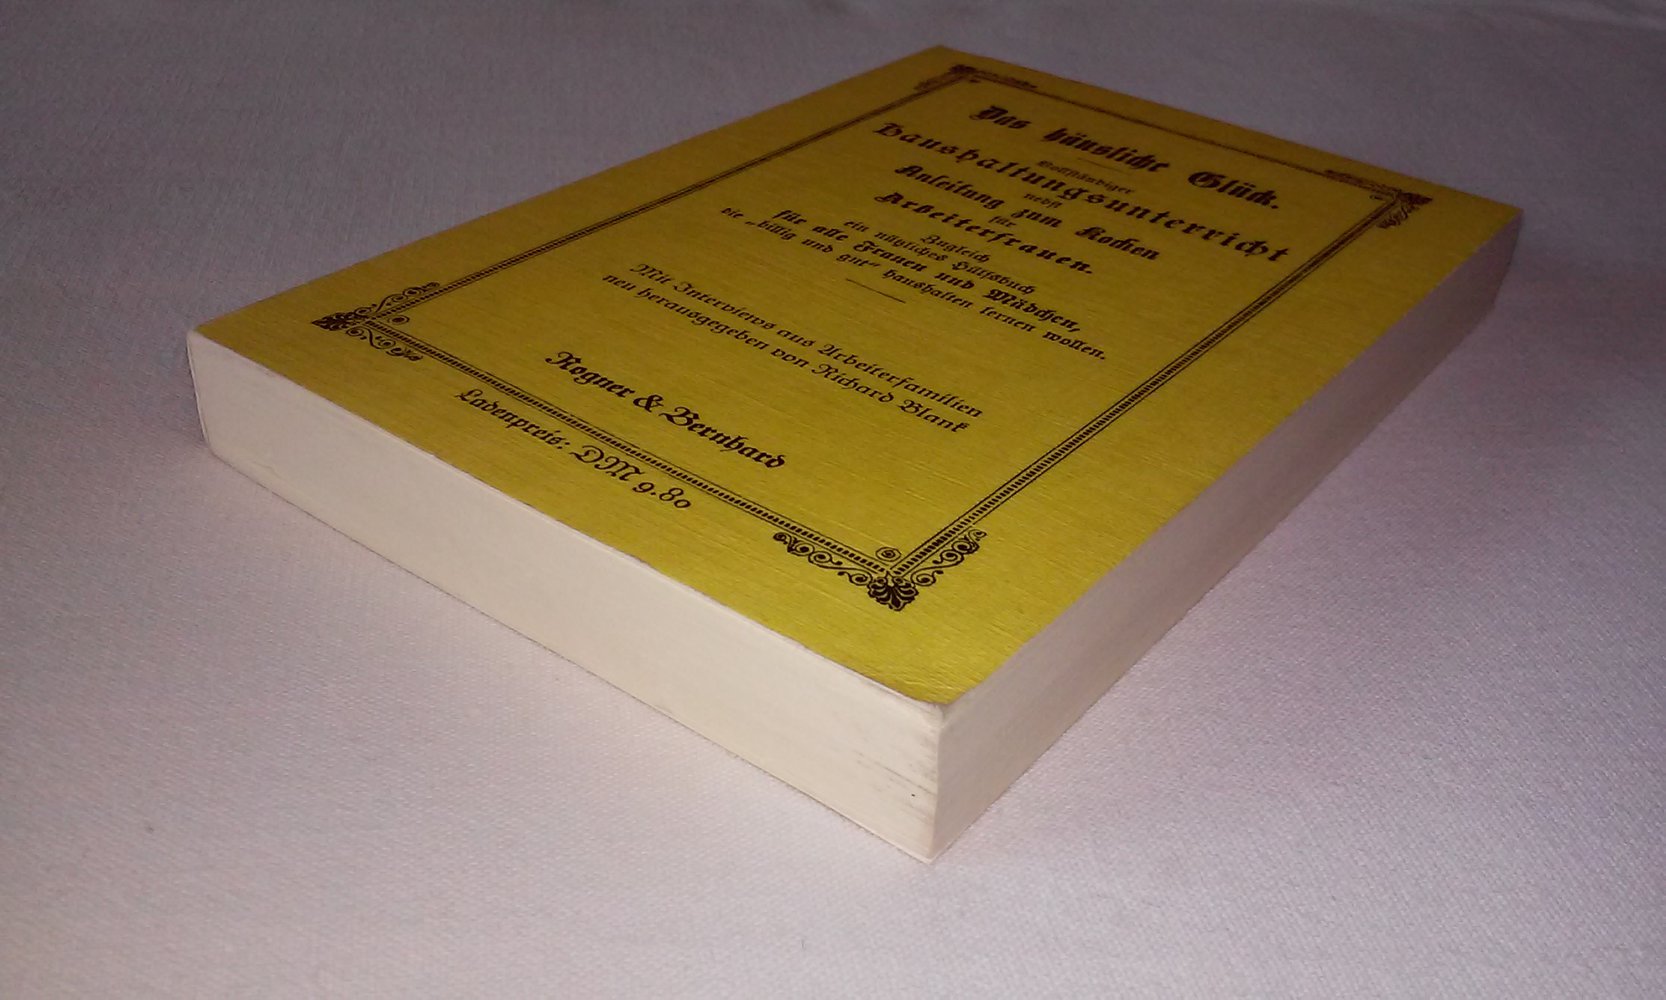 Das häusliche Glück.
Vollständiger
Haushaltungsunterricht
nebst
Anleitung zum Kochen
für
Arbeiterfrauen.
Zugleich
ein nützliches Hülfsbuch
für alle Frauen und Mädchen,
die „billig und gut“ haushalten lernen wollen.
Mit Interviews aus Arbeiterfamilien
neu herausgegeben von Richard Blank
Rogner & Bernhard
Ladenpreis: DM 9.80